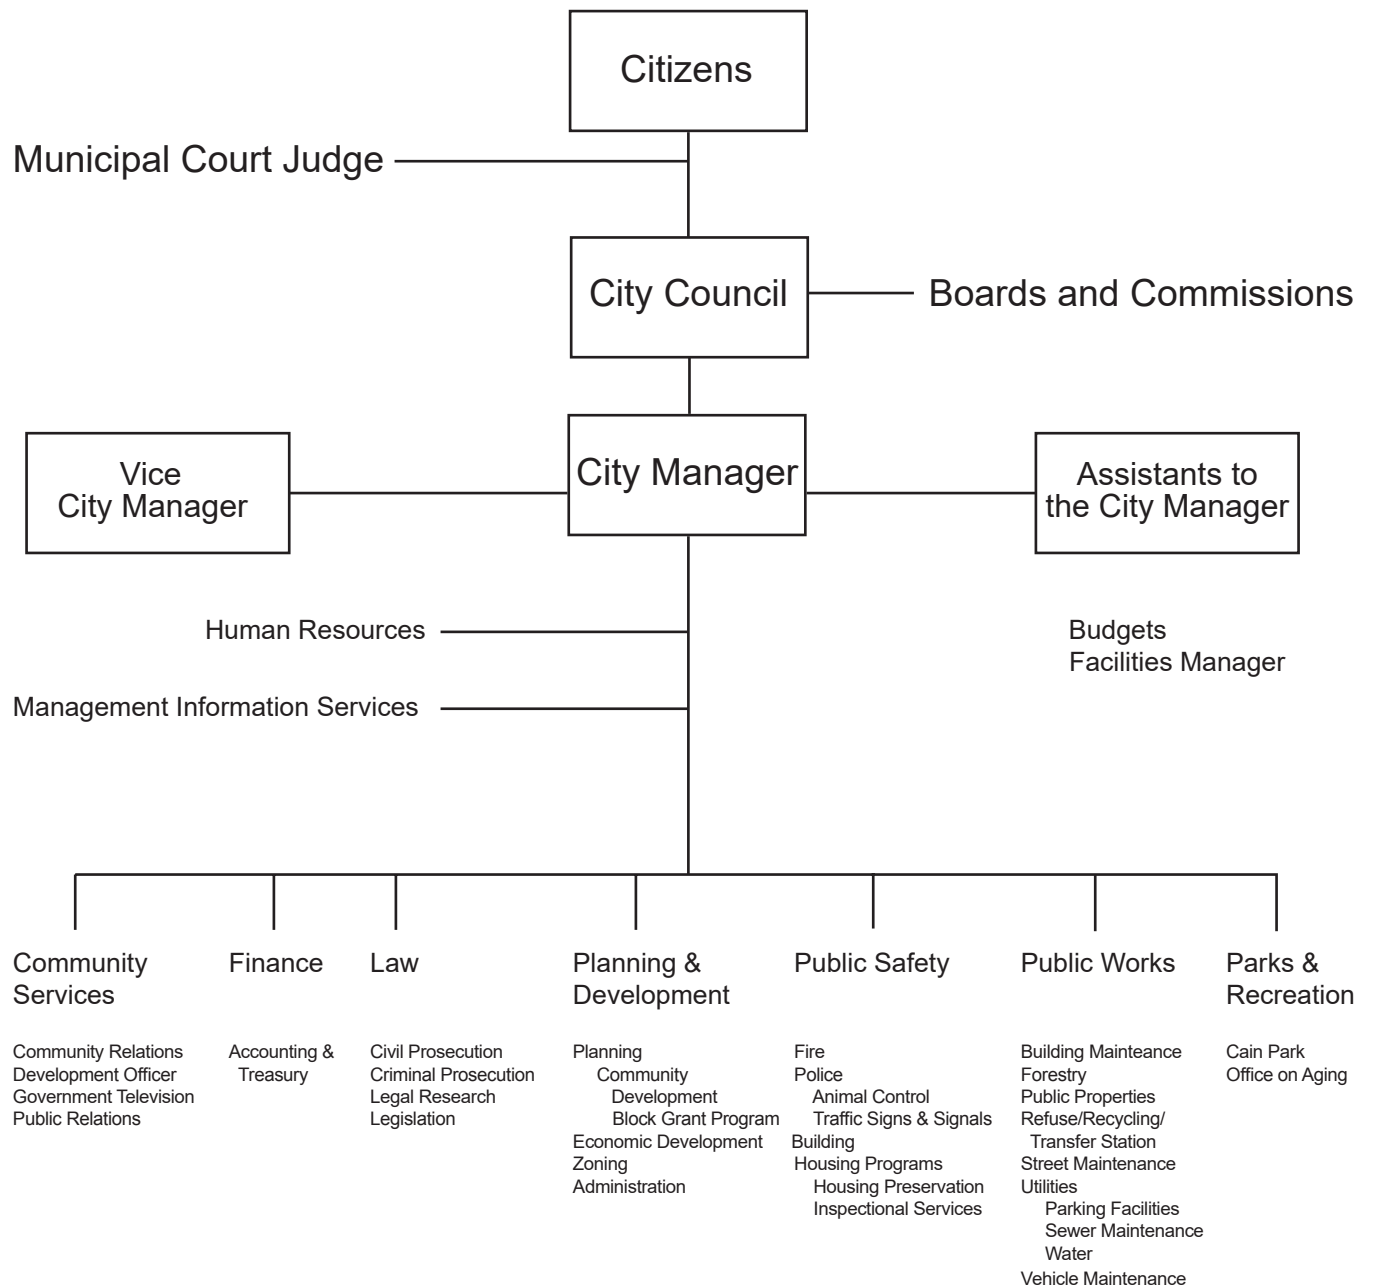 Citizens
Municipal Court Judge
City Council
Boards and Commissions
Vice
City Manager
City Manager
Assistants to
the City Manager
Human Resources
Budgets
Facilities Manager
Management Information Services
Community
Services
Community Relations
Development Officer
Government Television
Public Relations
Finance
Accounting &
Treasury
Law
Civil Prosecution
Criminal Prosecution
Legal Research
Legislation
Planning &
Development
Planning
Community
Development
Block Grant Program
Economic Development
Zoning
Administration
Public Safety
Fire
Police
Animal Control
Traffic Signs & Signals
Building
Housing Programs
Housing Preservation
Inspectional Services
Public Works
Building Mainteance
Forestry
Public Properties
Refuse/Recycling/
Transfer Station
Street Maintenance
Utilities
Parking Facilities
Sewer Maintenance
Water
Vehicle Maintenance
Parks &
Recreation
Cain Park
Office on Aging